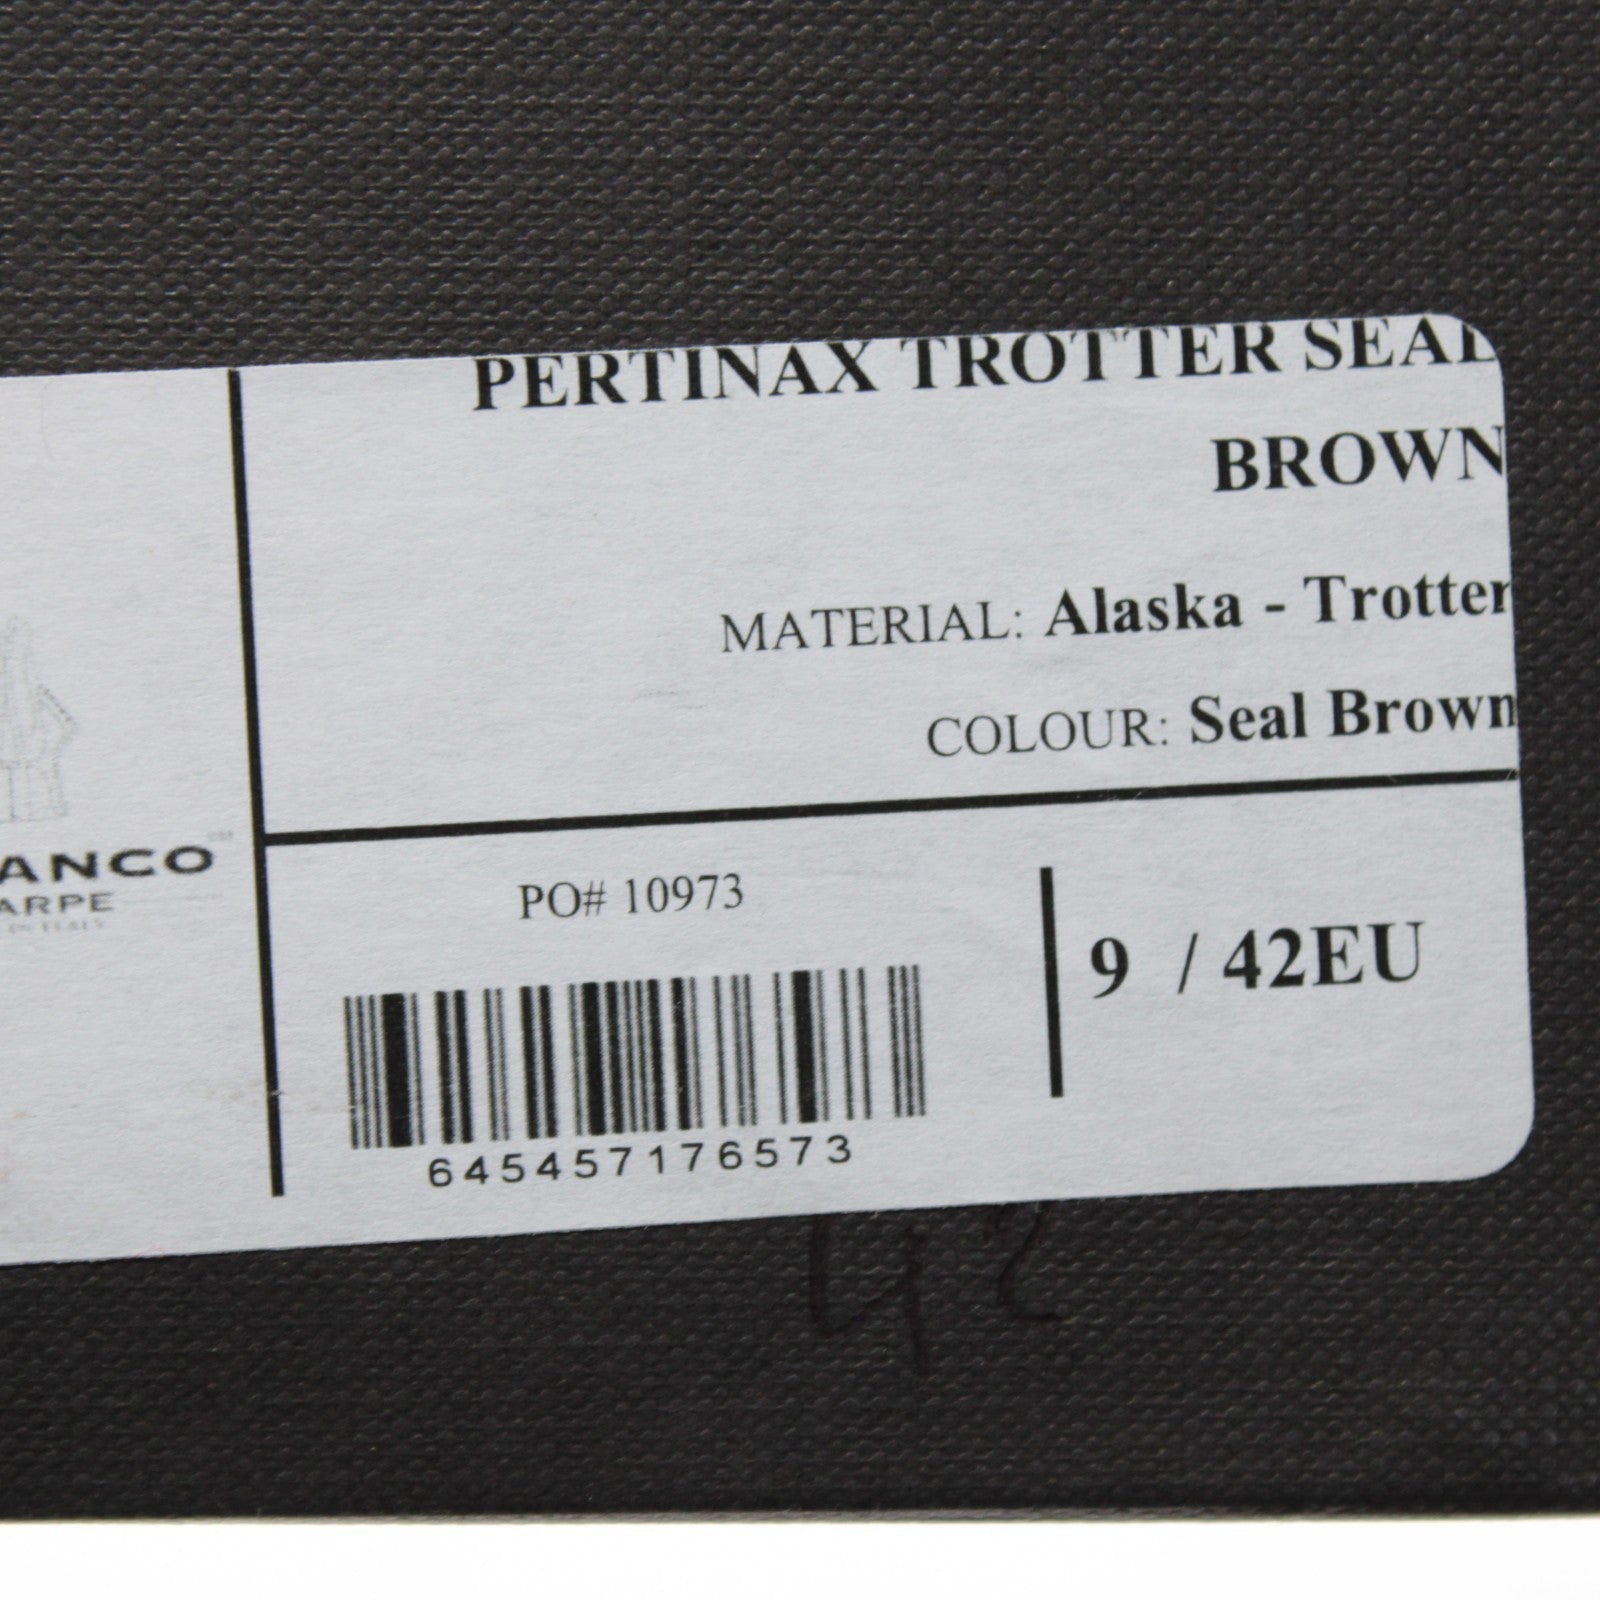 PERTINAX TROTTER SEAL
BROWN
MATERIAL: Alaska - Trotter
COLOUR: Seal Brown
ANCO
ARPE
PO# 10973
9 / 42EU
645457176573
42